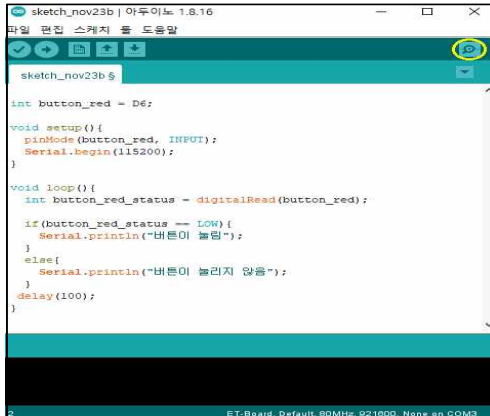 sketch_nov23b | 아두이노 1.8.16
파일 편집 스케치 툴 도움말
sketch_nov23b §
int button_red = D6;
void setup(){
pinMode(button_red, INPUT);
Serial.begin(115200);
}
void loop(){
int button_red_status = digitalRead(button_red);
if(button_red_status == LOW){
Serial.println("버튼이 눌림");
}
else{
Serial.println("버튼이 눌리지 않음");
}
delay(100);
}
2 ET-Board, Default, 80MHz, 921600, None on COM3